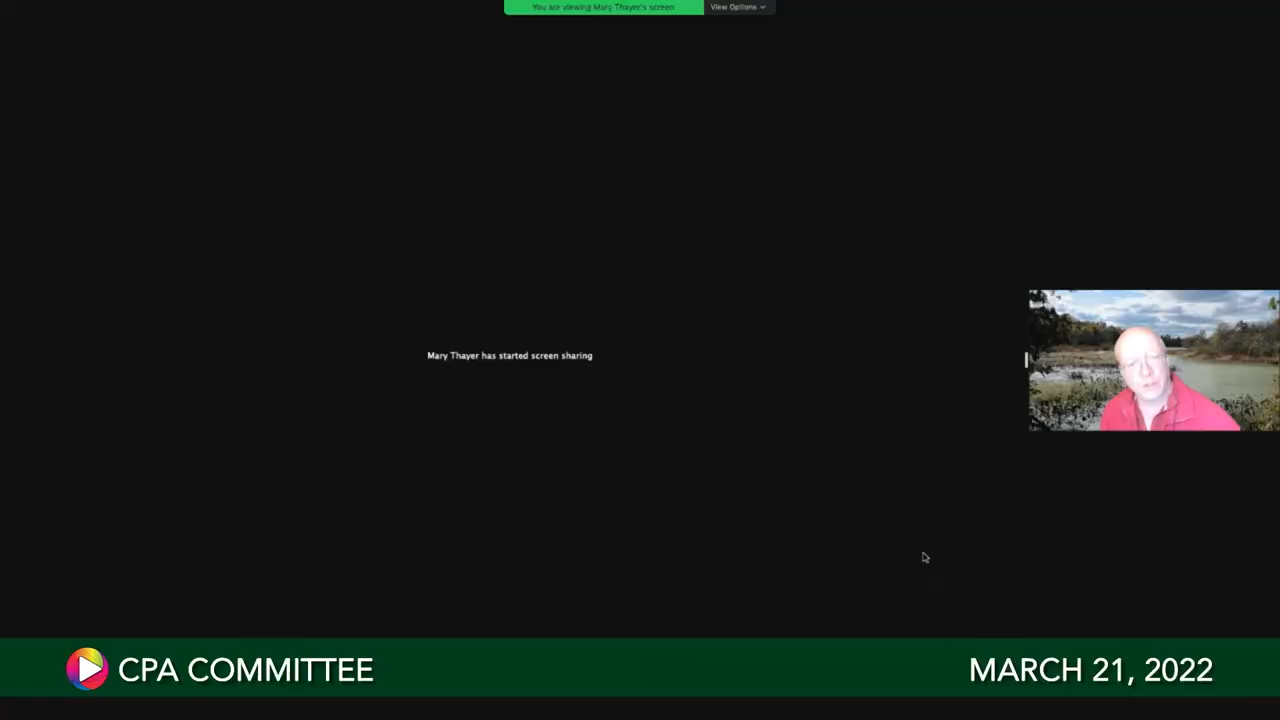 You are viewing Mary Thayer's screen
View Options
Mary Thayer has started screen sharing
CPA COMMITTEE
MARCH 21, 2022